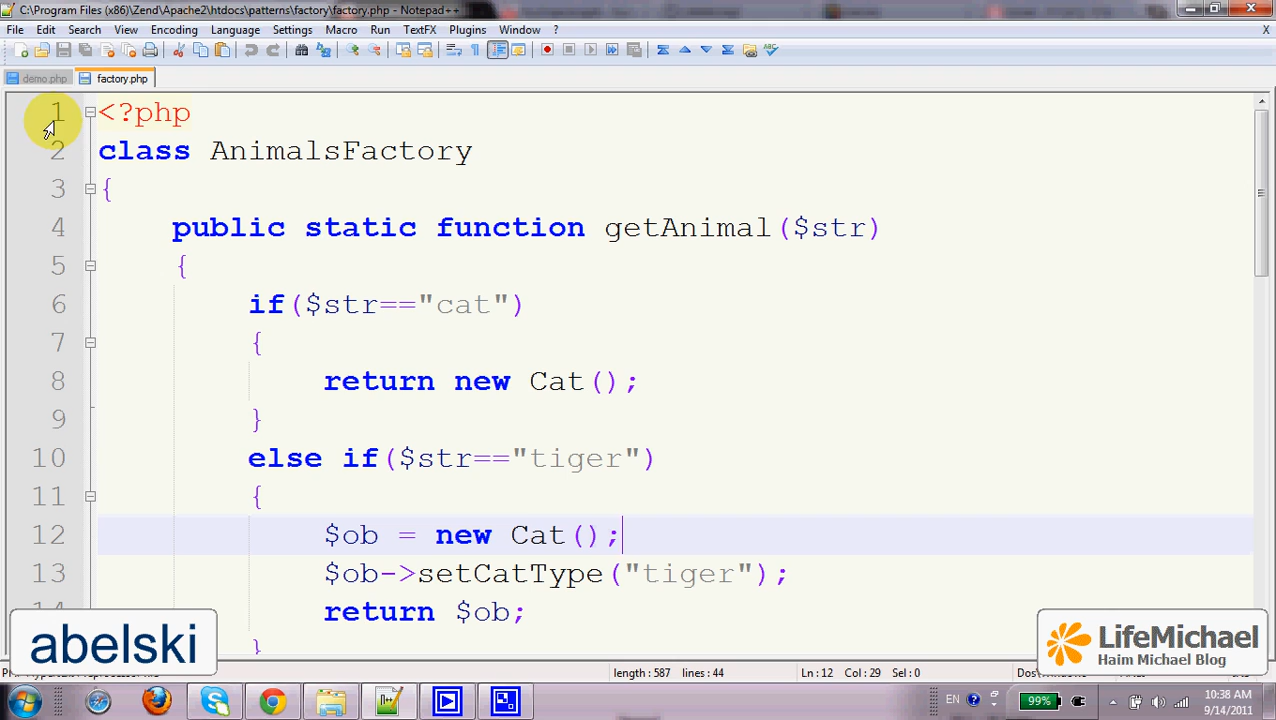 C:\Program Files (x86)\Zend\Apache2\htdocs\patterns\factory\factory.php - Notepad++
File Edit Search View Encoding Language Settings Macro Run TextFX Plugins Window ? X
demo.php factory.php
1 <?php
2 class AnimalsFactory
3 {
4 public static function getAnimal($str)
5 {
6 if($str=="cat")
7 {
8 return new Cat();
9 }
10 else if($str=="tiger")
11 {
12 $ob = new Cat();
13 $ob->setCatType("tiger");
14 return $ob;
}
abelski
LifeMichael
Haim Michael Blog
length : 587 lines : 44 Ln : 12 Col : 29 Sel : 0
EN 99% 10:38 AM
9/14/2011